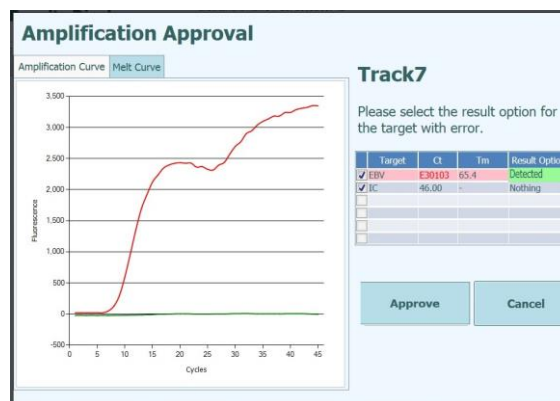 Amplification Approval
Amplification Curve Melt Curve
3,500
3,000
2,500
2,000
1,500
1,000
500
0
-500
Fluorescence
0 5 10 15 20 25 30 35 40 45
Cycles
Track7
Please select the result option for
the target with error.
Target Ct Tm Result Optio
EBV E30103 65.4 Detected
IC 46.00 - Nothing
Approve Cancel